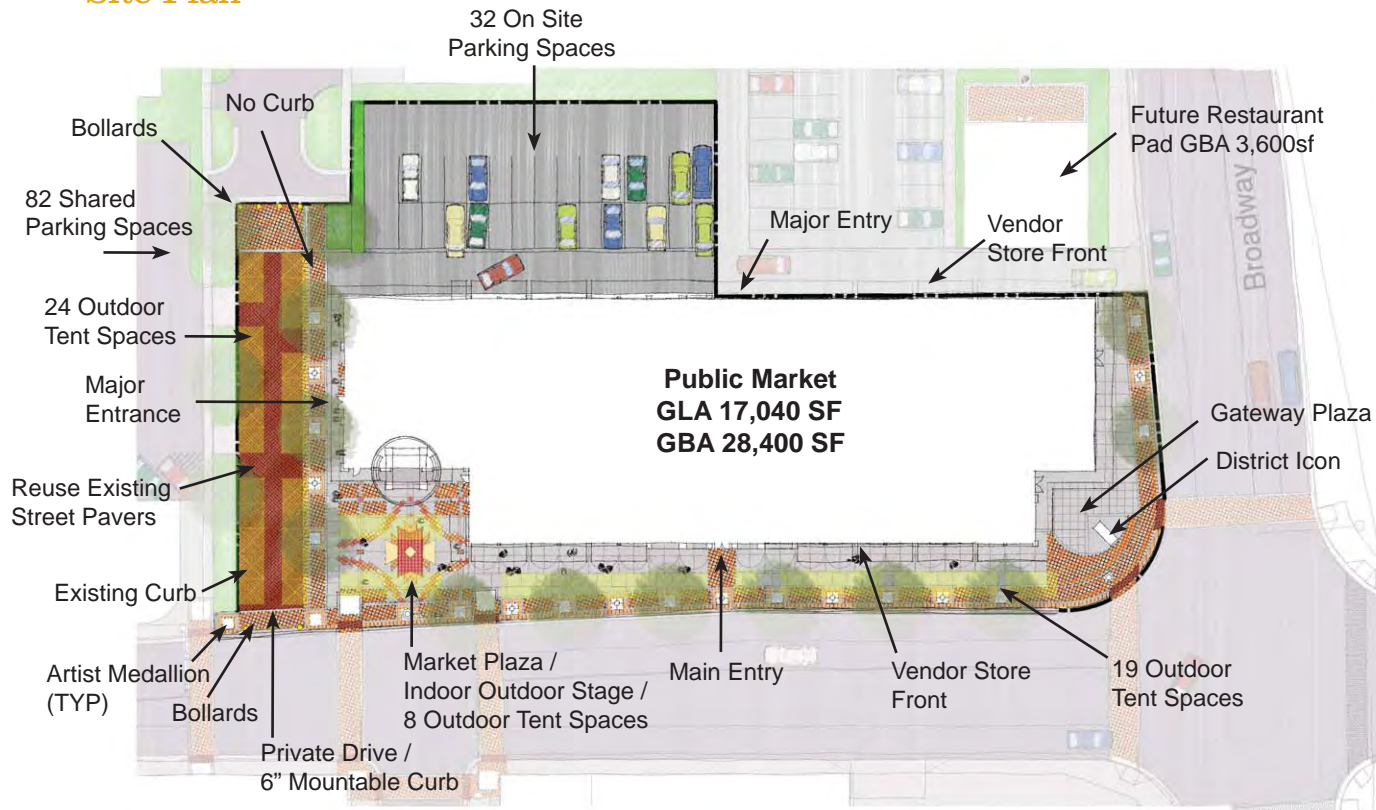 Site Plan
32 On Site
Parking Spaces
No Curb
Bollards
82 Shared
Parking Spaces
24 Outdoor
Tent Spaces
Major
Entrance
Reuse Existing
Street Pavers
Existing Curb
Artist Medallion
(TYP)
Bollards
Private Drive /
6” Mountable Curb
Market Plaza /
Indoor Outdoor Stage /
8 Outdoor Tent Spaces
Main Entry
Vendor Store
Front
19 Outdoor
Tent Spaces
District Icon
Gateway Plaza
Broadway
Future Restaurant
Pad GBA 3,600sf
Vendor
Store Front
Major Entry
Public Market
GLA 17,040 SF
GBA 28,400 SF